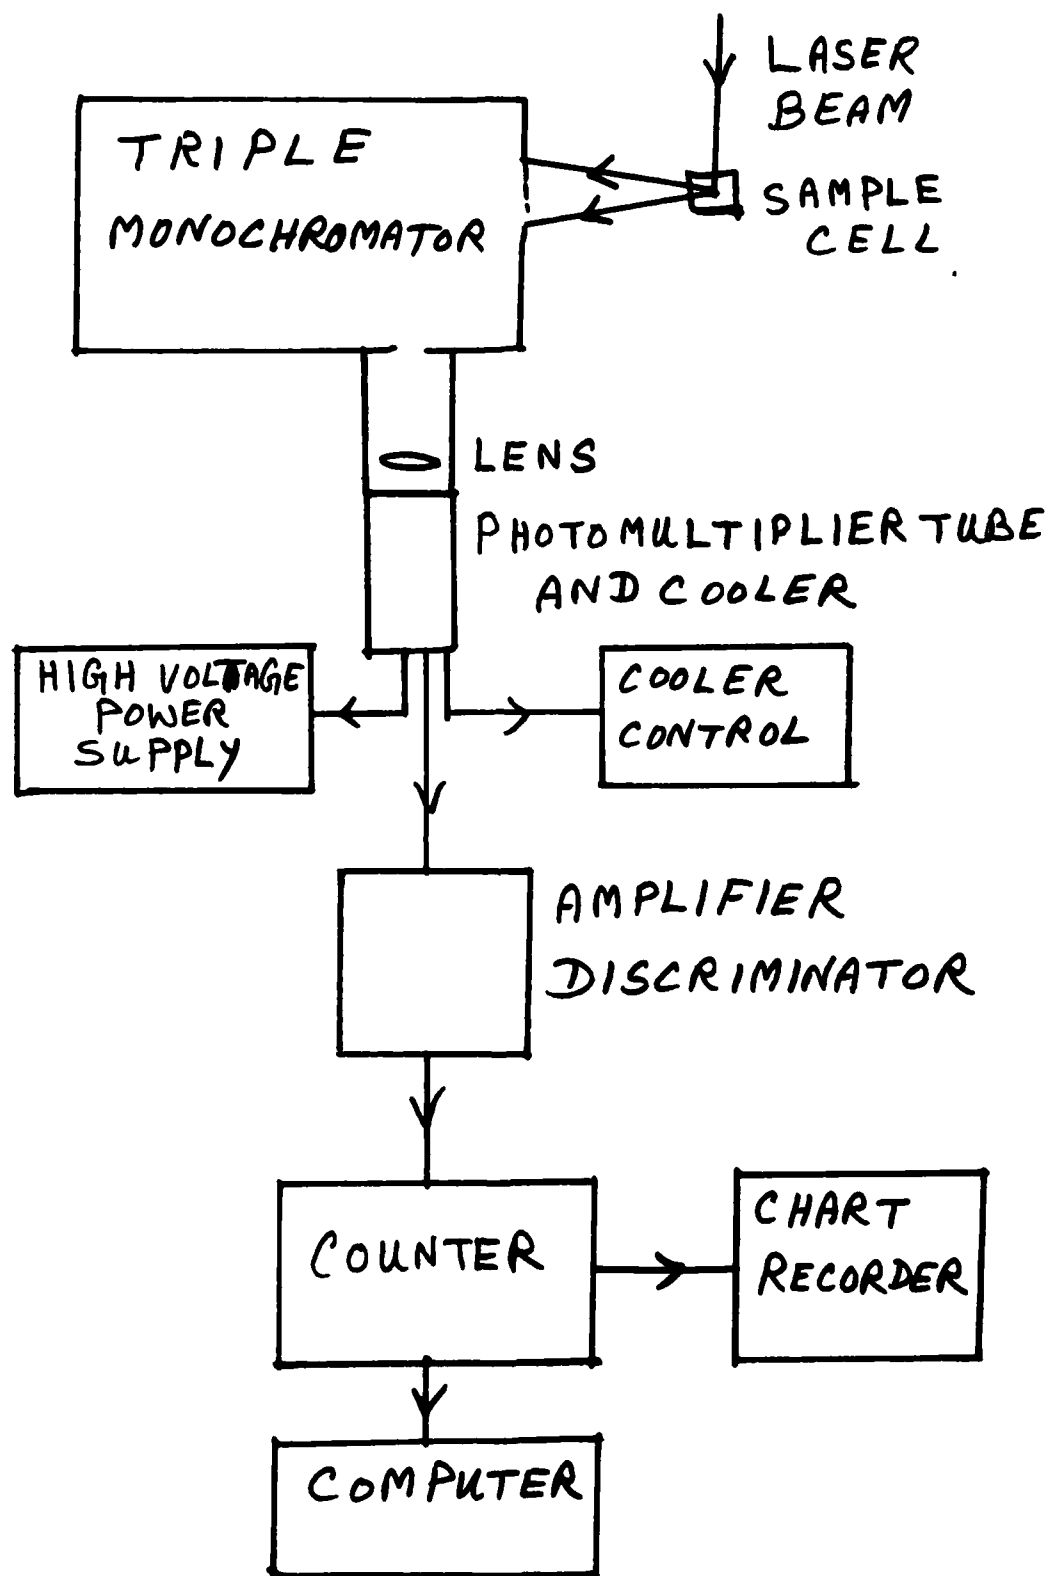 LASER
BEAM
TRIPLE
MONOCHROMATOR
SAMPLE
CELL
LENS
PHOTOMULTIPLIER TUBE
AND COOLER
HIGH VOLTAGE
POWER
SUPPLY
COOLER
CONTROL
AMPLIFIER
DISCRIMINATOR
COUNTER
CHART
RECORDER
COMPUTER